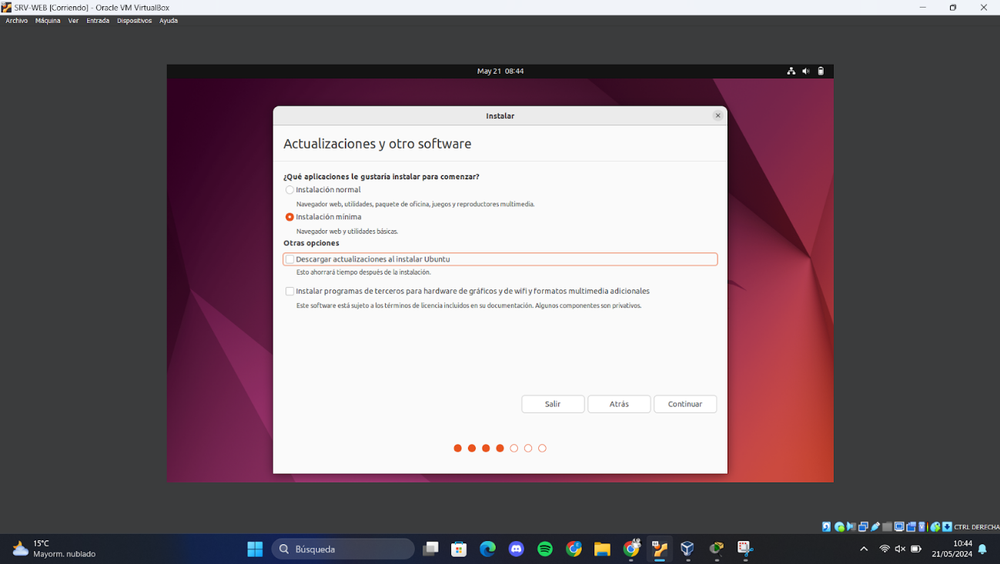 SRV-WEB [Corriendo] - Oracle VM VirtualBox
Archivo Máquina Ver Entrada Dispositivos Ayuda
May 21 08:44
Instalar
Actualizaciones y otro software
¿Qué aplicaciones le gustaría instalar para comenzar?
Instalación normal
Navegador web, utilidades, paquete de oficina, juegos y reproductores multimedia.
Instalación mínima
Navegador web y utilidades básicas.
Otras opciones
Descargar actualizaciones al instalar Ubuntu
Esto ahorrará tiempo después de la instalación.
Instalar programas de terceros para hardware de gráficos y de wifi y formatos multimedia adicionales
Este software está sujeto a los términos de licencia incluidos en su documentación. Algunos componentes son privativos.
Salir Atrás Continuar
CTRL DERECHA
15°C
Mayorm. nublado
Búsqueda
10:44
21/05/2024